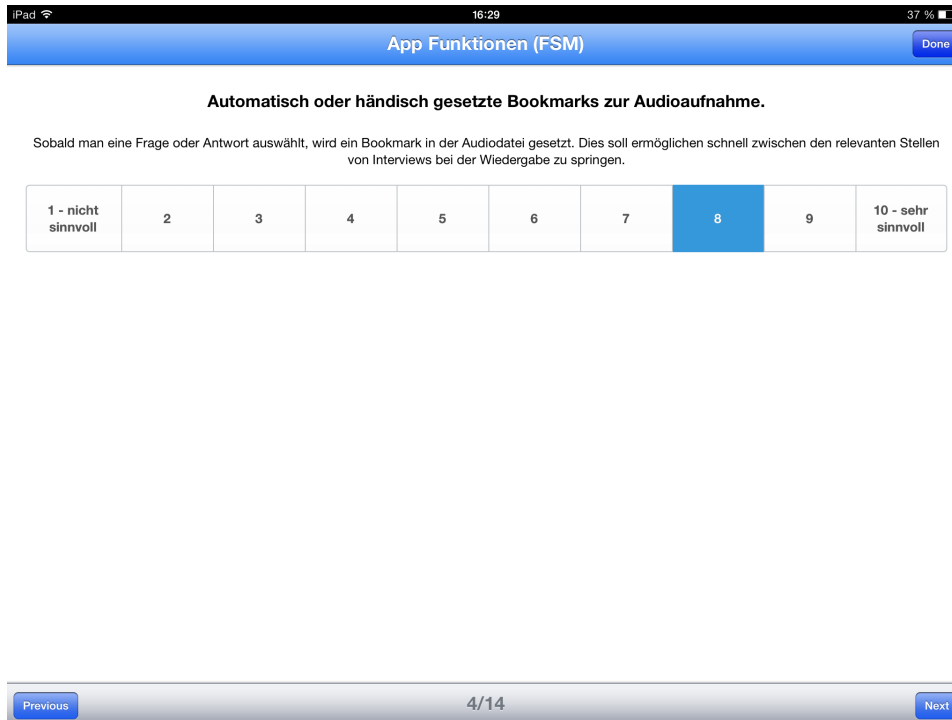 iPad 16:29 37 %
App Funktionen (FSM)
Done
Automatisch oder händisch gesetzte Bookmarks zur Audioaufnahme.
Sobald man eine Frage oder Antwort auswählt, wird ein Bookmark in der Audiodatei gesetzt. Dies soll ermöglichen schnell zwischen den relevanten Stellen
von Interviews bei der Wiedergabe zu springen.
1 - nicht
sinnvoll
2
3
4
5
6
7
8
9
10 - sehr
sinnvoll
Previous
4/14
Next